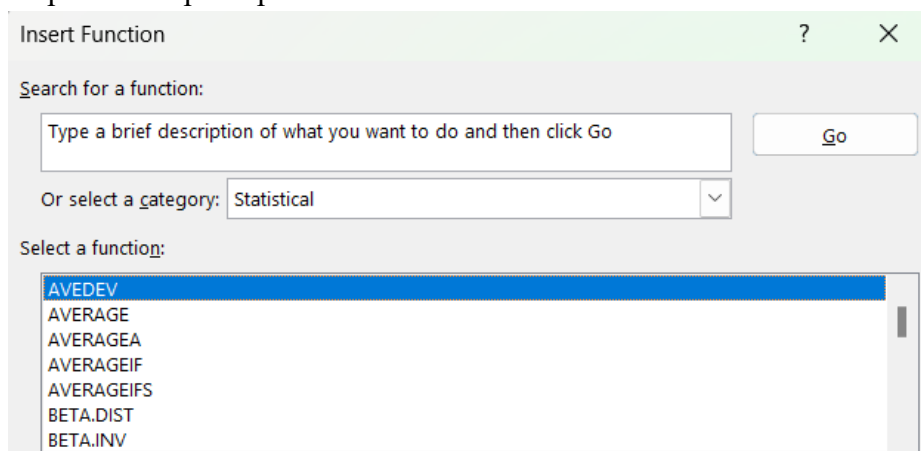 Insert Function ? ×
Search for a function:
Type a brief description of what you want to do and then click Go
Go
Or select a category: Statistical
Select a function:
AVEDEV
AVERAGE
AVERAGEA
AVERAGEIF
AVERAGEIFS
BETA.DIST
BETA.INV